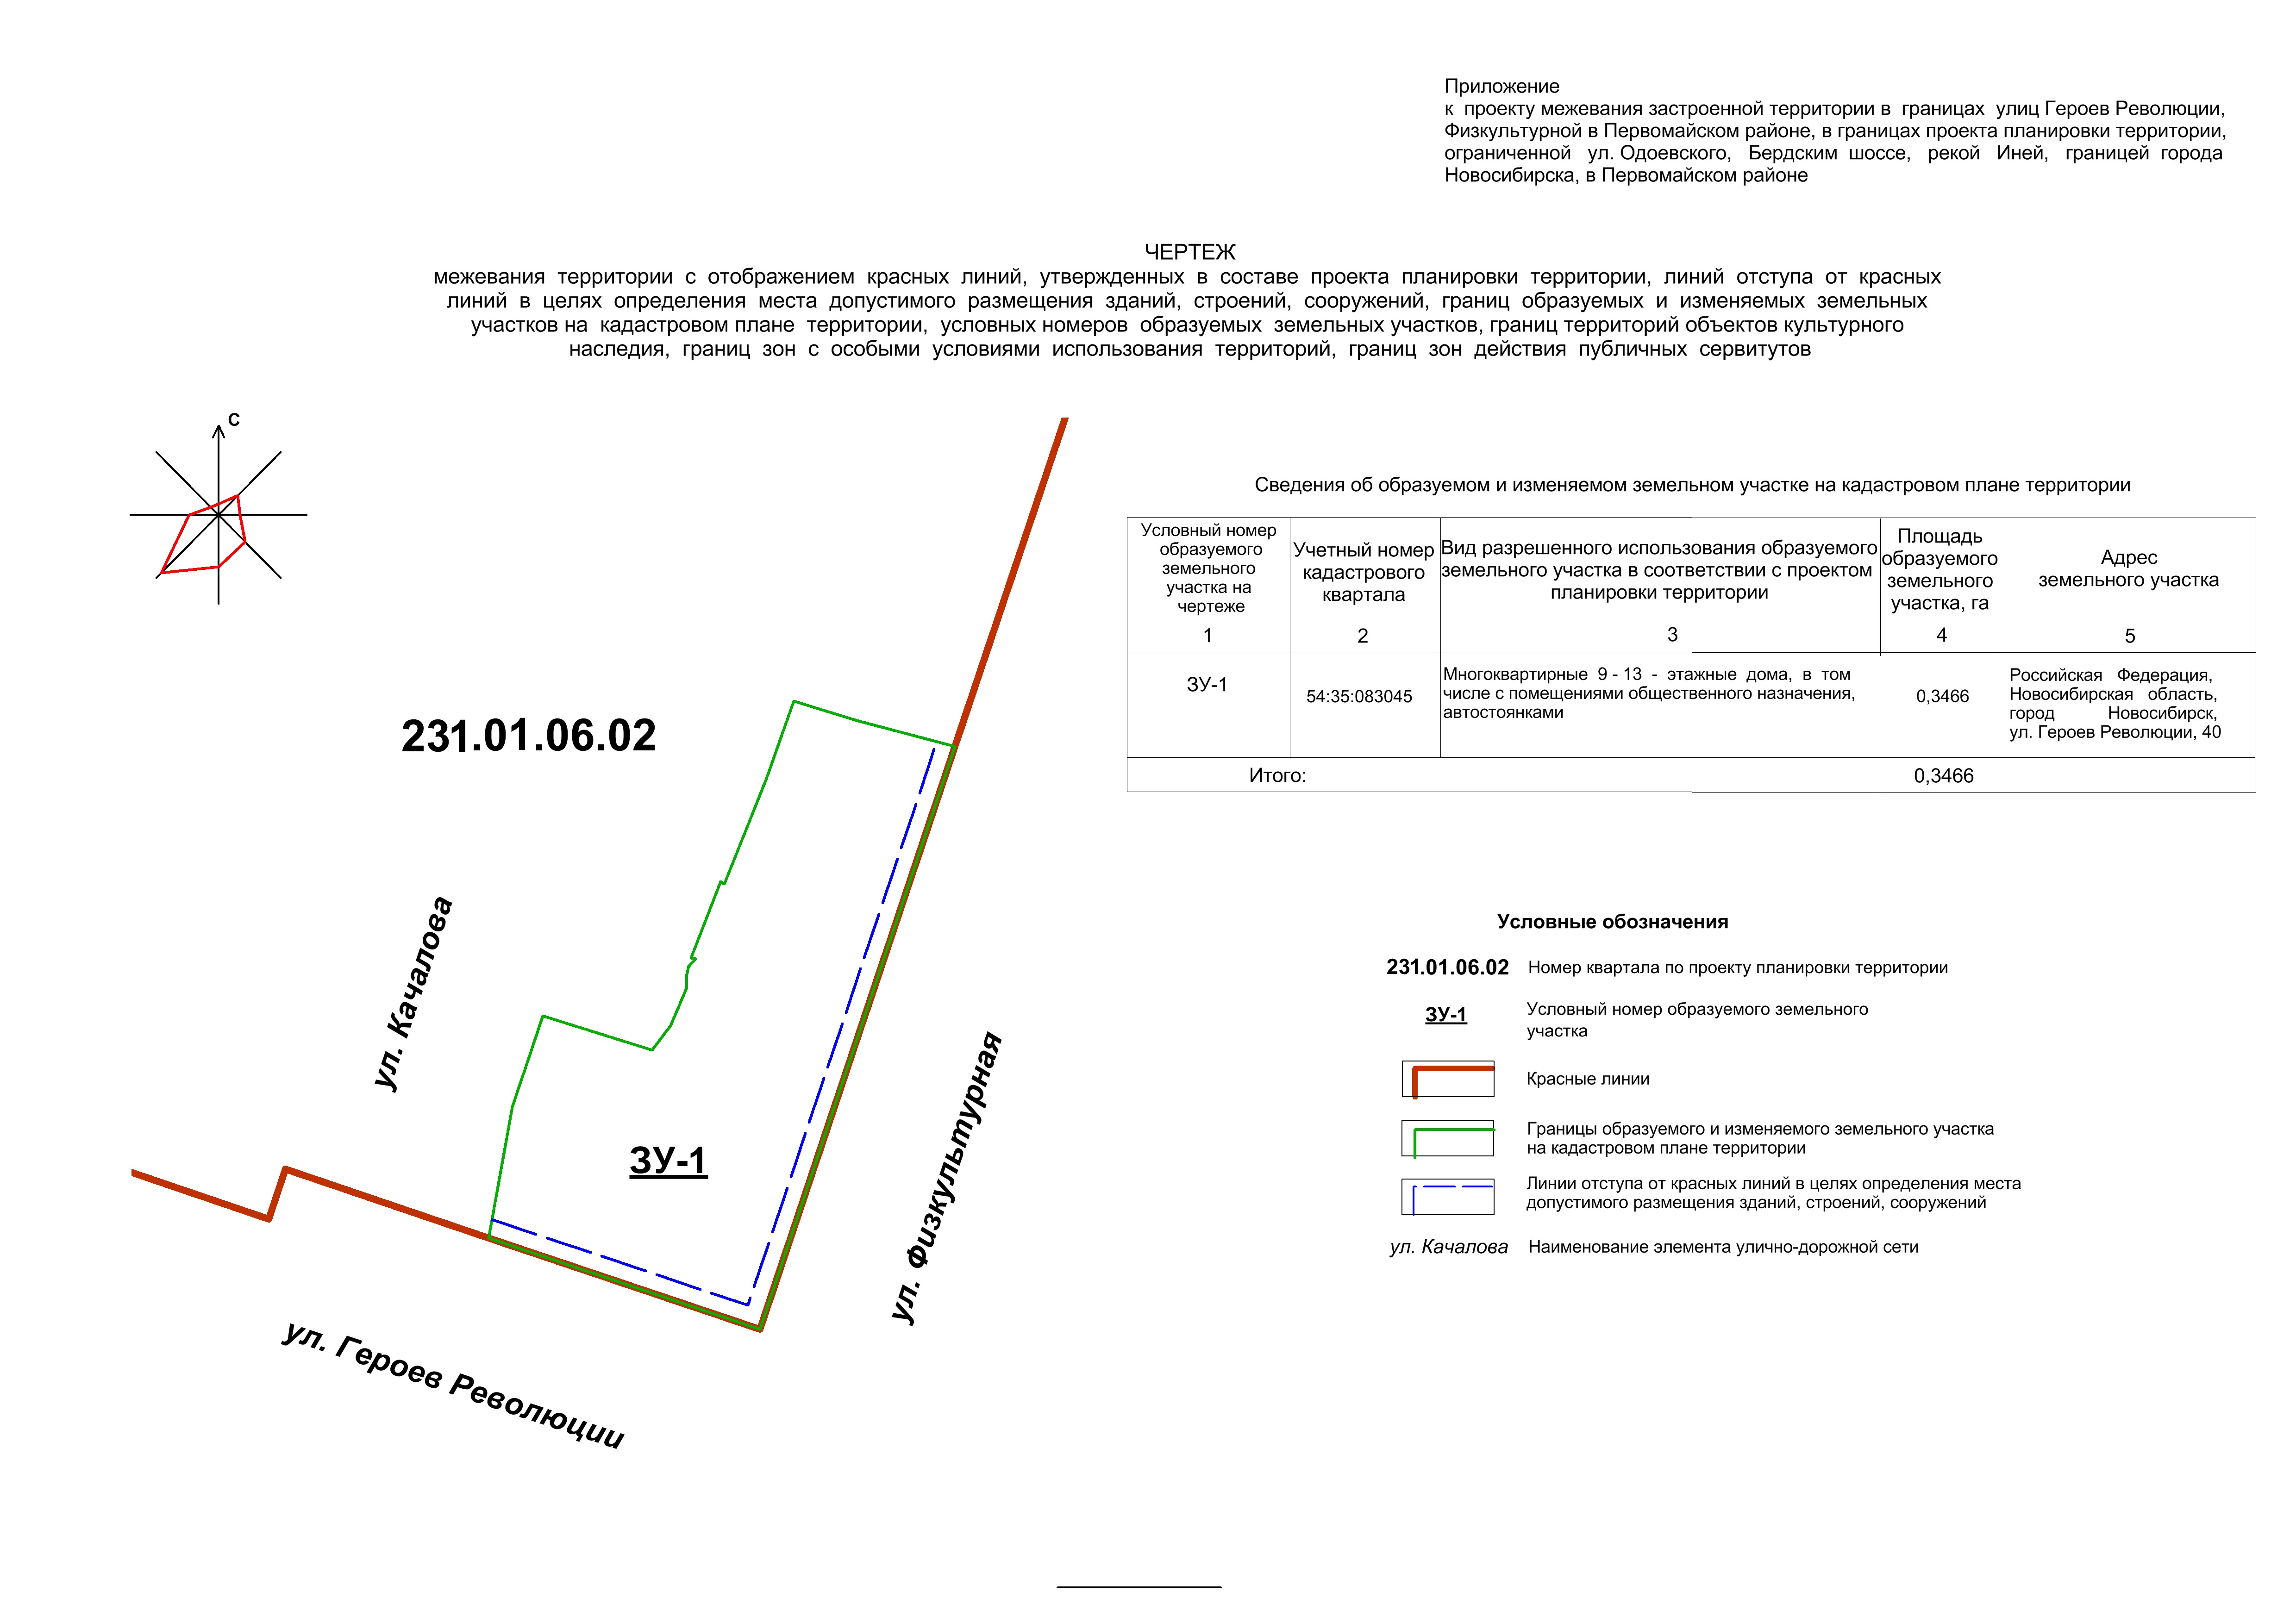 Приложение
к проекту межевания застроенной территории в границах улиц Героев Революции,
Физкультурной в Первомайском районе, в границах проекта планировки территории,
ограниченной ул. Одоевского, Бердским шоссе, рекой Иней, границей города
Новосибирска, в Первомайском районе
ЧЕРТЕЖ
межевания территории с отображением красных линий, утвержденных в составе проекта планировки территории, линий отступа от красных
линий в целях определения места допустимого размещения зданий, строений, сооружений, границ образуемых и изменяемых земельных
участков на кадастровом плане территории, условных номеров образуемых земельных участков, границ территорий объектов культурного
наследия, границ зон с особыми условиями использования территорий, границ зон действия публичных сервитутов
С
231.01.06.02
ул. Качалова
ЗУ-1
ул. Физкультурная
ул. Героев Революции
Сведения об образуемом и изменяемом земельном участке на кадастровом плане территории
Условный номер
образуемого
земельного
участка на
чертеже
Учетный номер
кадастрового
квартала
Вид разрешенного использования образуемого
земельного участка в соответствии с проектом
планировки территории
Площадь
образуемого
земельного
участка, га
Адрес
земельного участка
1
2
3
4
5
ЗУ-1
54:35:083045
Многоквартирные 9 - 13 - этажные дома, в том
числе с помещениями общественного назначения,
автостоянками
0,3466
Российская Федерация,
Новосибирская область,
город Новосибирск,
ул. Героев Революции, 40
Итого:
0,3466
Условные обозначения
231.01.06.02 Номер квартала по проекту планировки территории
ЗУ-1 Условный номер образуемого земельного
участка
Красные линии
Границы образуемого и изменяемого земельного участка
на кадастровом плане территории
Линии отступа от красных линий в целях определения места
допустимого размещения зданий, строений, сооружений
ул. Качалова Наименование элемента улично-дорожной сети